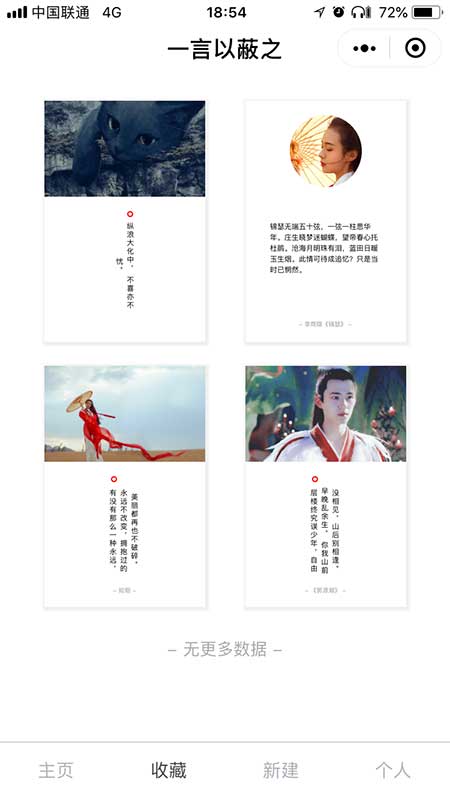 中国联通 4G 18:54 72%
一言以蔽之
纵浪大化中， 不喜亦不
忧。
锦瑟无端五十弦，一弦一柱思华
年。庄生晓梦迷蝴蝶，望帝春心托
杜鹃。沧海月明珠有泪，蓝田日暖
玉生烟。此情可待成追忆？只是当
时已惘然。
– 李商隐《锦瑟》 –
有没有那么一种永远，
永远不改变，拥抱过的
美丽都再也不破碎。
– 如烟 –
层楼终究误少年，自由
早晚乱余生。你我山前
没相见，山后别相逢。
– 《郭源潮》 –
– 无更多数据 –
主页 收藏 新建 个人